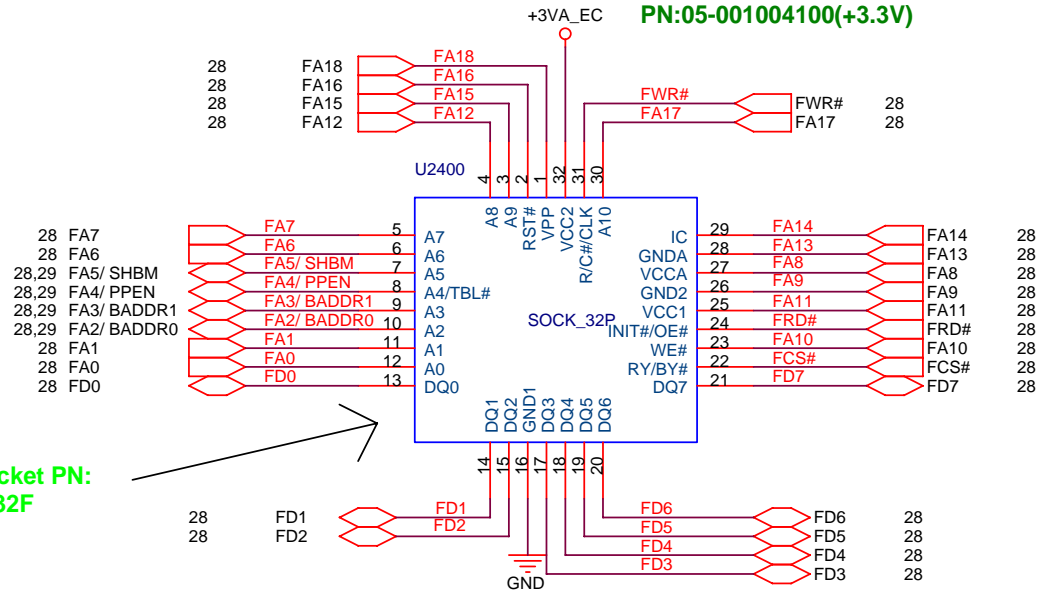 +3VA_EC PN:05-001004100(+3.3V)
28 FA18 FA18
28 FA16 FA16
28 FA15 FA15 FWR# FWR# 28
28 FA12 FA12 FA17 FA17 28
U2400
4 3 2 1 32 31 30
A8 A9 RST# VPP VCC2 R/C#/CLK A10
28 FA7 FA7 5 A7 IC 29 FA14 FA14 28
28 FA6 FA6 6 A6 GNDA 28 FA13 FA13 28
28,29 FA5/ SHBM FA5/ SHBM 7 A5 VCCA 27 FA8 FA8 28
28,29 FA4/ PPEN FA4/ PPEN 8 A4/TBL# GND2 26 FA9 FA9 28
28,29 FA3/ BADDR1 FA3/ BADDR1 9 A3 VCC1 25 FA11 FA11 28
28,29 FA2/ BADDR0 FA2/ BADDR0 10 A2 SOCK_32P INIT#/OE# 24 FRD# FRD# 28
28 FA1 FA1 11 A1 WE# 23 FA10 FA10 28
28 FA0 FA0 12 A0 RY/BY# 22 FCS# FCS# 28
28 FD0 FD0 13 DQ0 DQ7 21 FD7 FD7 28
DQ1 DQ2 GND1 DQ3 DQ4 DQ5 DQ6
14 15 16 17 18 19 20
cket PN:
32F
28 FD1 FD1 FD6 FD6 28
28 FD2 FD2 FD5 FD5 28
FD4 FD4 28
FD3 FD3 28
GND